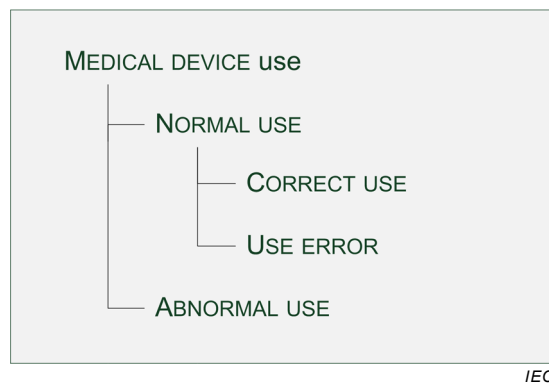 MEDICAL DEVICE use
NORMAL USE
CORRECT USE
USE ERROR
ABNORMAL USE
IEC